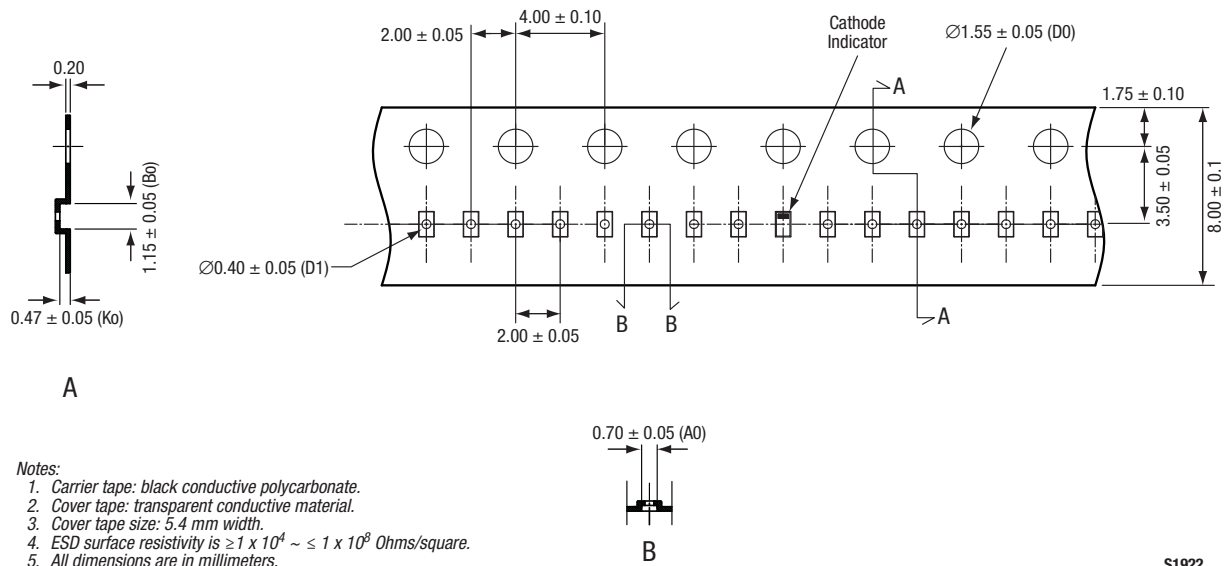 4.00 ± 0.10
2.00 ± 0.05
Cathode
Indicator
∅1.55 ± 0.05 (D0)
0.20
A
1.75 ± 0.10
1.15 ± 0.05 (Bo)
3.50 ± 0.05
8.00 ± 0.1
∅0.40 ± 0.05 (D1)
0.47 ± 0.05 (Ko)
B
B
A
2.00 ± 0.05
A
0.70 ± 0.05 (A0)
Notes:
1. Carrier tape: black conductive polycarbonate.
2. Cover tape: transparent conductive material.
3. Cover tape size: 5.4 mm width.
4. ESD surface resistivity is ≥1 x 10⁴ ~ ≤ 1 x 10⁸ Ohms/square.
5. All dimensions are in millimeters.
B
S1922